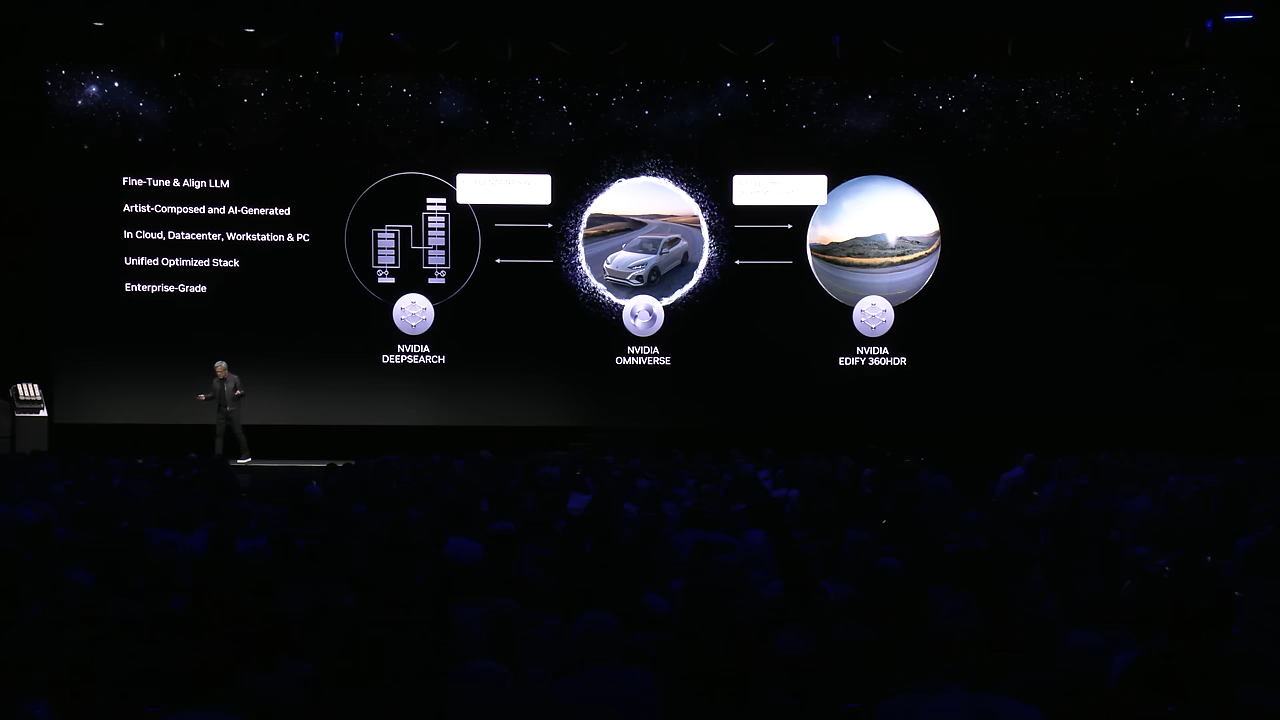 Fine-Tune & Align LLM
Artist-Composed and AI-Generated
In Cloud, Datacenter, Workstation & PC
Unified Optimized Stack
Enterprise-Grade
NVIDIA
DEEPSEARCH
NVIDIA
OMNIVERSE
NVIDIA
EDIFY 360HDR